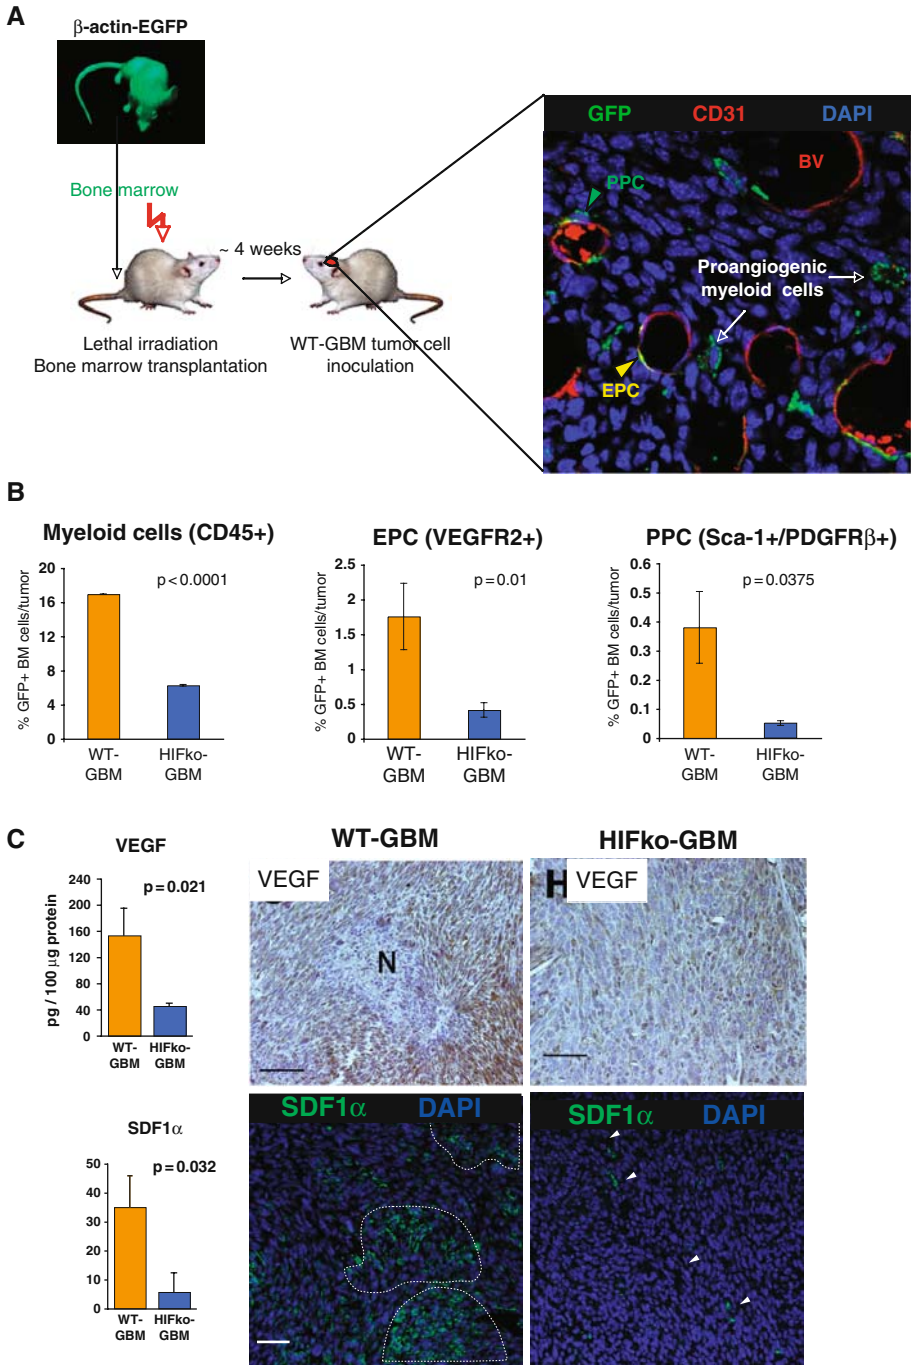 A
β-actin-EGFP
Bone marrow
~ 4 weeks
Lethal irradiation
Bone marrow transplantation
WT-GBM tumor cell
inoculation
GFP CD31 DAPI
BV
PPC
Proangiogenic
myeloid cells
EPC
B
Myeloid cells (CD45+)
% GFP+ BM cells/tumor
20
16
12
8
4
0
p<0.0001
WT-
GBM
HIFko-
GBM
EPC (VEGFR2+)
% GFP+ BM cells/tumor
2.5
2
1.5
1
0.5
0
p=0.01
WT-
GBM
HIFko-
GBM
PPC (Sca-1+/PDGFRβ+)
% GFP+ BM cells/tumor
0.6
0.5
0.4
0.3
0.2
0.1
0
p=0.0375
WT-
GBM
HIFko-
GBM
C
VEGF
pg / 100 μg protein
240
200
160
120
80
40
0
p=0.021
WT-
GBM
HIFko-
GBM
SDF1α
50
40
30
20
10
0
p=0.032
WT-
GBM
HIFko-
GBM
WT-GBM
HIFko-GBM
VEGF
N
H VEGF
SDF1α DAPI
SDF1α DAPI